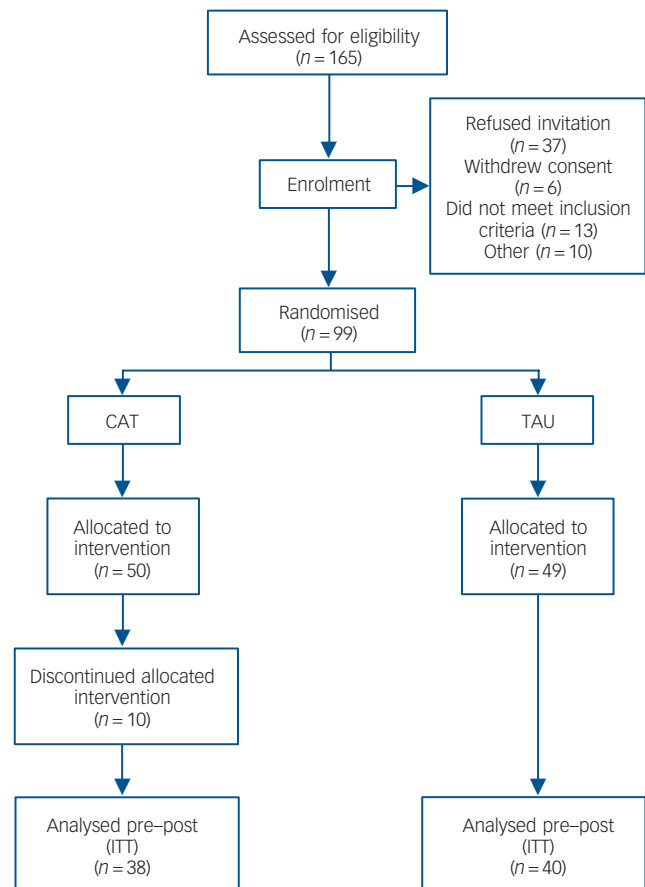 Assessed for eligibility
(n = 165)
Refused invitation
(n = 37)
Withdrew consent
(n = 6)
Did not meet inclusion
criteria (n = 13)
Other (n = 10)
Enrolment
Randomised
(n = 99)
CAT
TAU
Allocated to
intervention
(n = 50)
Allocated to
intervention
(n = 49)
Discontinued allocated
intervention
(n = 10)
Analysed pre–post
(ITT)
(n = 38)
Analysed pre–post
(ITT)
(n = 40)